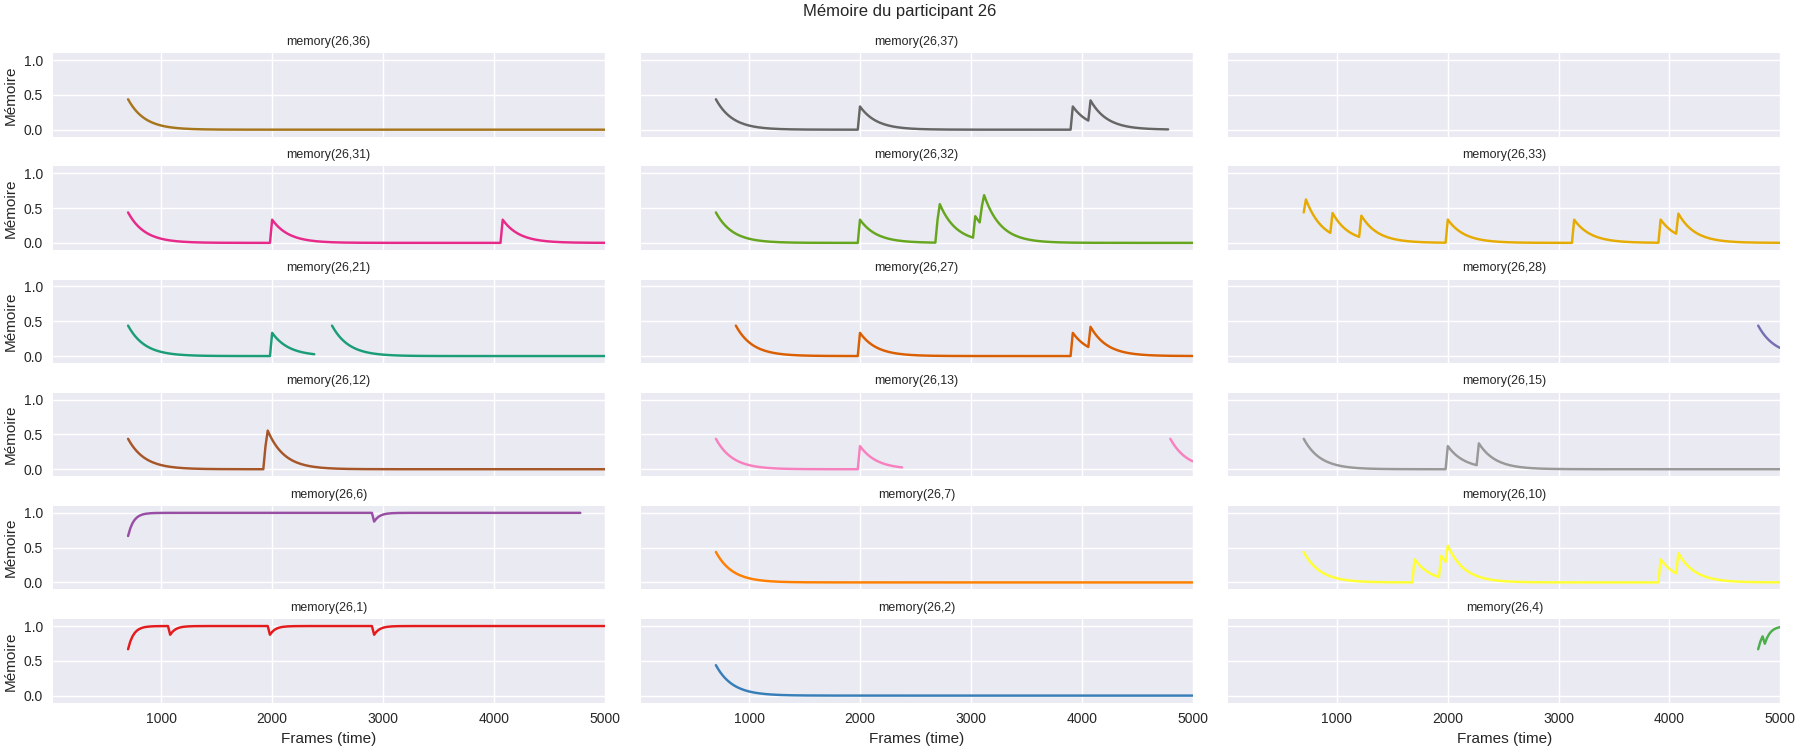 Mémoire du participant 26
memory(26,36) memory(26,37)
Mémoire 1.0 0.5 0.0
memory(26,31) memory(26,32) memory(26,33)
Mémoire 1.0 0.5 0.0
memory(26,21) memory(26,27) memory(26,28)
Mémoire 1.0 0.5 0.0
memory(26,12) memory(26,13) memory(26,15)
Mémoire 1.0 0.5 0.0
memory(26,6) memory(26,7) memory(26,10)
Mémoire 1.0 0.5 0.0
memory(26,1) memory(26,2) memory(26,4)
Mémoire 1.0 0.5 0.0
1000 2000 3000 4000 5000 1000 2000 3000 4000 5000 1000 2000 3000 4000 5000
Frames (time) Frames (time) Frames (time)